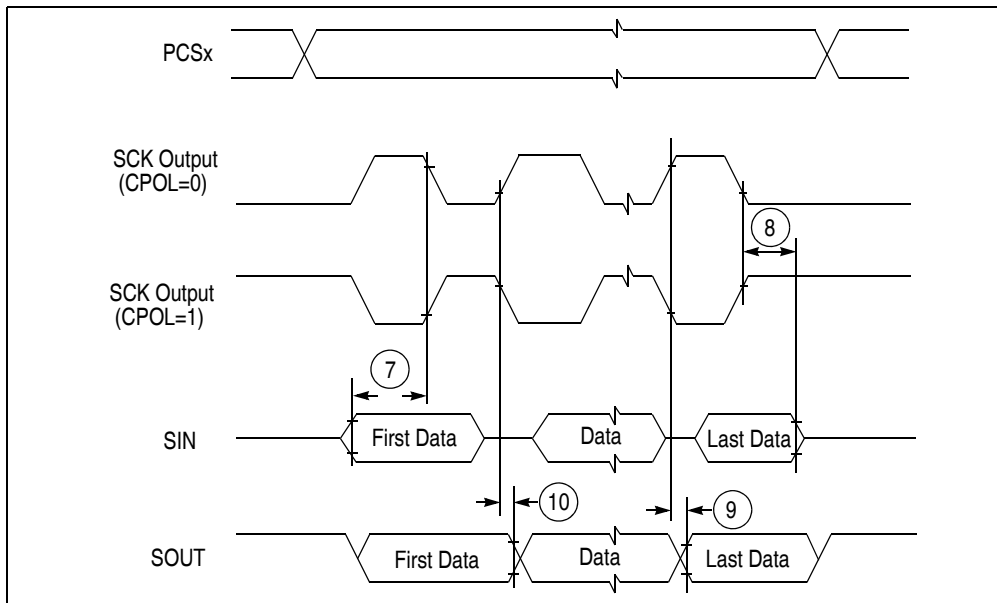 PCSx
SCK Output
(CPOL=0)
8
SCK Output
(CPOL=1)
7
SIN
First Data
Data
Last Data
10
9
SOUT
First Data
Data
Last Data